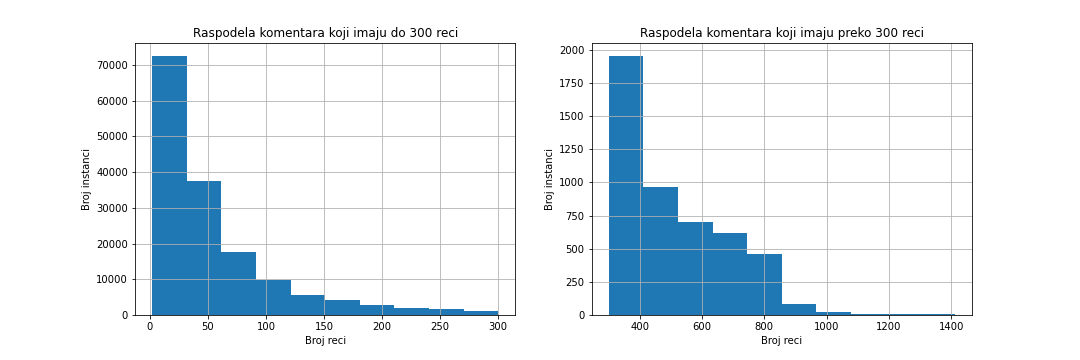 Raspodela komentara koji imaju do 300 reci
Broj instanci
70000
60000
50000
40000
30000
20000
10000
0
0 50 100 150 200 250 300
Broj reci
Raspodela komentara koji imaju preko 300 reci
Broj instanci
2000
1750
1500
1250
1000
750
500
250
0
400 600 800 1000 1200 1400
Broj reci